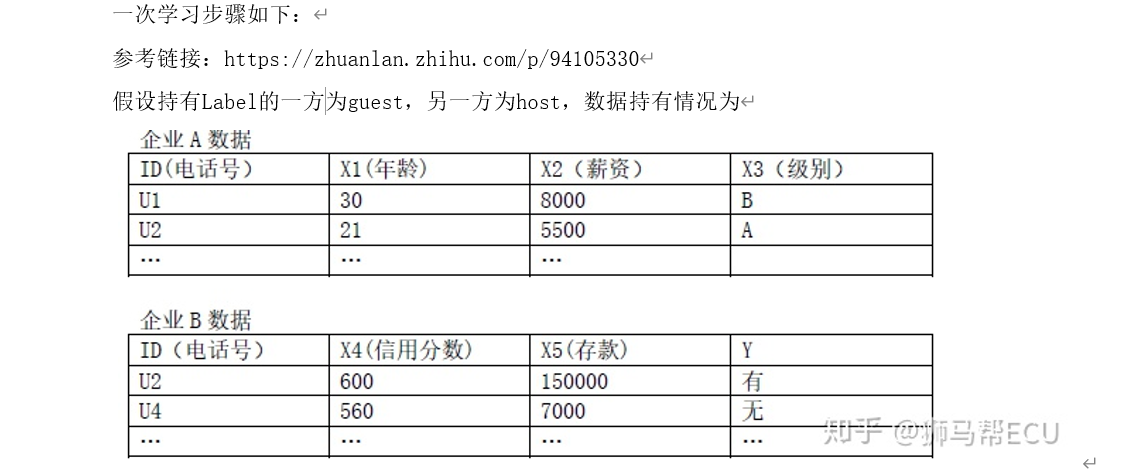 一次学习步骤如下：
参考链接：https://zhuanlan.zhihu.com/p/94105330
假设持有Label的一方为guest，另一方为host，数据持有情况为
企业 A 数据
ID(电话号) X1(年龄) X2（薪资） X3（级别）
U1 30 8000 B
U2 21 5500 A
… … …
企业 B 数据
ID（电话号） X4(信用分数) X5(存款) Y
U2 600 150000 有
U4 560 7000 无
… … … …
知乎 @狮马帮ECU